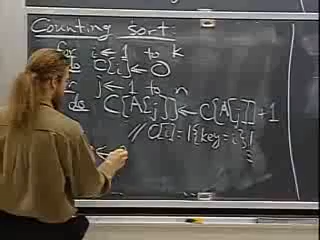 Counting sort:
for i ← 1 to k
do C[i] ← 0
for j ← 1 to n
do C[A[j]] ← C[A[j]] + 1
// C[i] = |{key = i}|
←